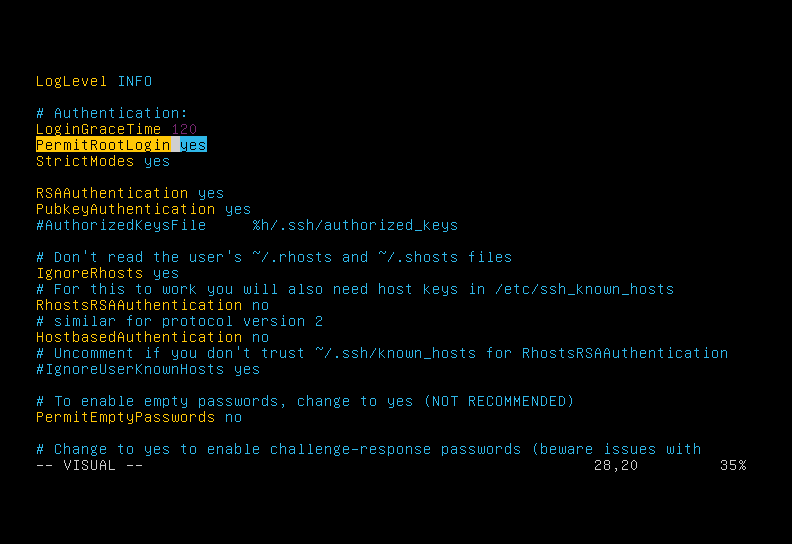 LogLevel INFO
# Authentication:
LoginGraceTime 120
PermitRootLogin yes
StrictModes yes
RSAAuthentication yes
PubkeyAuthentication yes
#AuthorizedKeysFile     %h/.ssh/authorized_keys
# Don't read the user's ~/.rhosts and ~/.shosts files
IgnoreRhosts yes
# For this to work you will also need host keys in /etc/ssh_known_hosts
RhostsRSAAuthentication no
# similar for protocol version 2
HostbasedAuthentication no
# Uncomment if you don't trust ~/.ssh/known_hosts for RhostsRSAAuthentication
#IgnoreUserKnownHosts yes
# To enable empty passwords, change to yes (NOT RECOMMENDED)
PermitEmptyPasswords no
# Change to yes to enable challenge-response passwords (beware issues with
-- VISUAL -- 28,20 35%